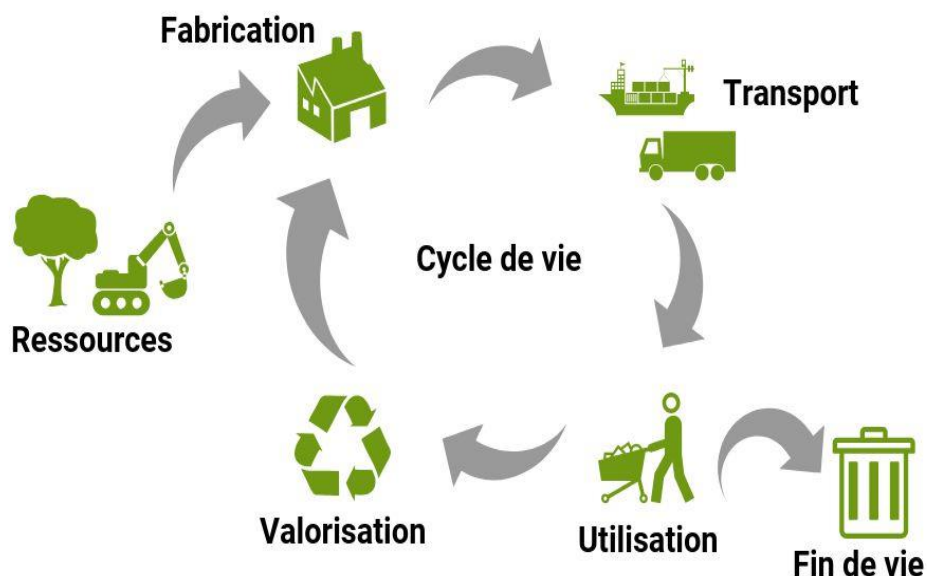 Fabrication
Transport
Cycle de vie
Ressources
Valorisation
Utilisation
Fin de vie